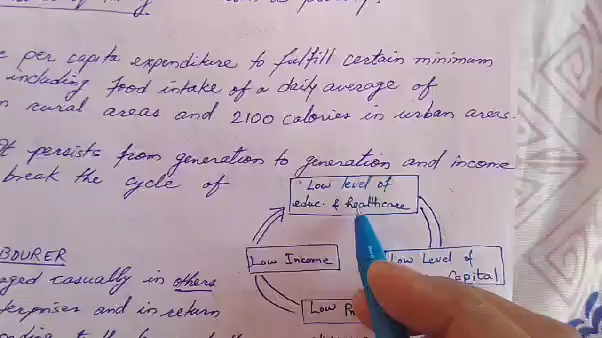 per capita expenditure to fulfill certain minimum
including food intake of a daily average of
rural areas and 2100 calories in urban areas.
It persists from generation to generation and income
break the cycle of
Low level of
educ. & healthcare
Low Income
Low Level of
Capital
Low
BOURER
casually in others
and in return